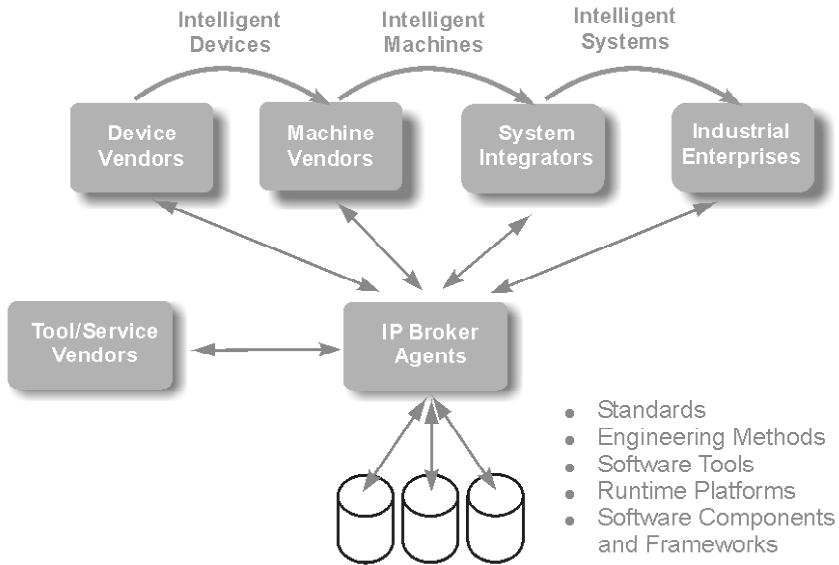 Intelligent
Devices
Intelligent
Machines
Intelligent
Systems
Device
Vendors
Machine
Vendors
System
Integrators
Industrial
Enterprises
Tool/Service
Vendors
IP Broker
Agents
• Standards
• Engineering Methods
• Software Tools
• Runtime Platforms
• Software Components
and Frameworks